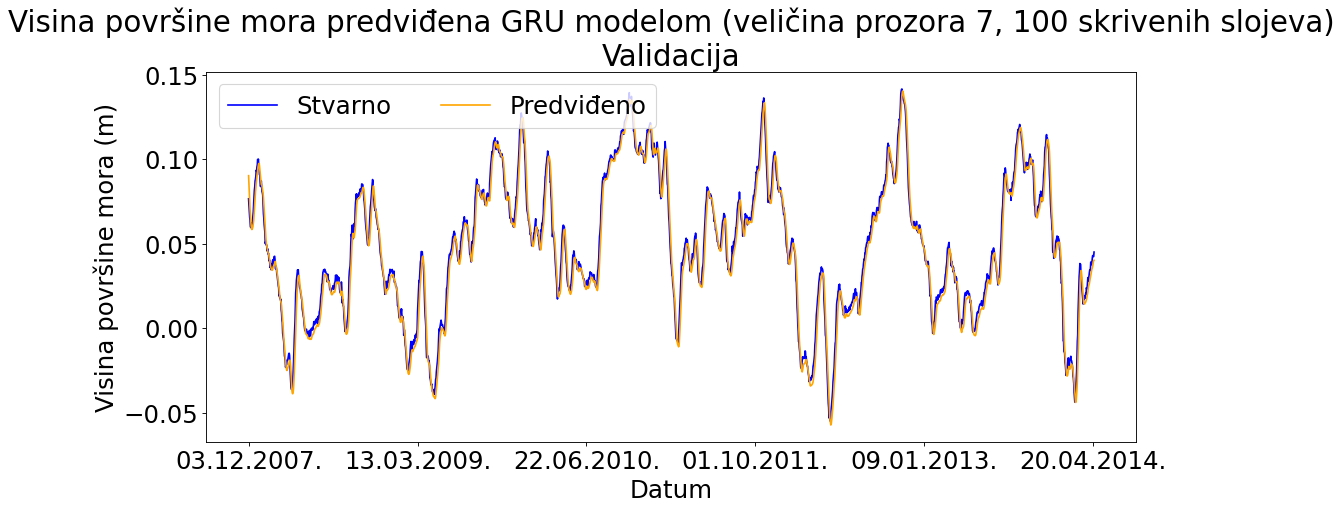 Visina površine mora predviđena GRU modelom (veličina prozora 7, 100 skrivenih slojeva)
Validacija
Stvarno Predviđeno
Visina površine mora (m)
0.15
0.10
0.05
0.00
−0.05
03.12.2007. 13.03.2009. 22.06.2010. 01.10.2011. 09.01.2013. 20.04.2014.
Datum